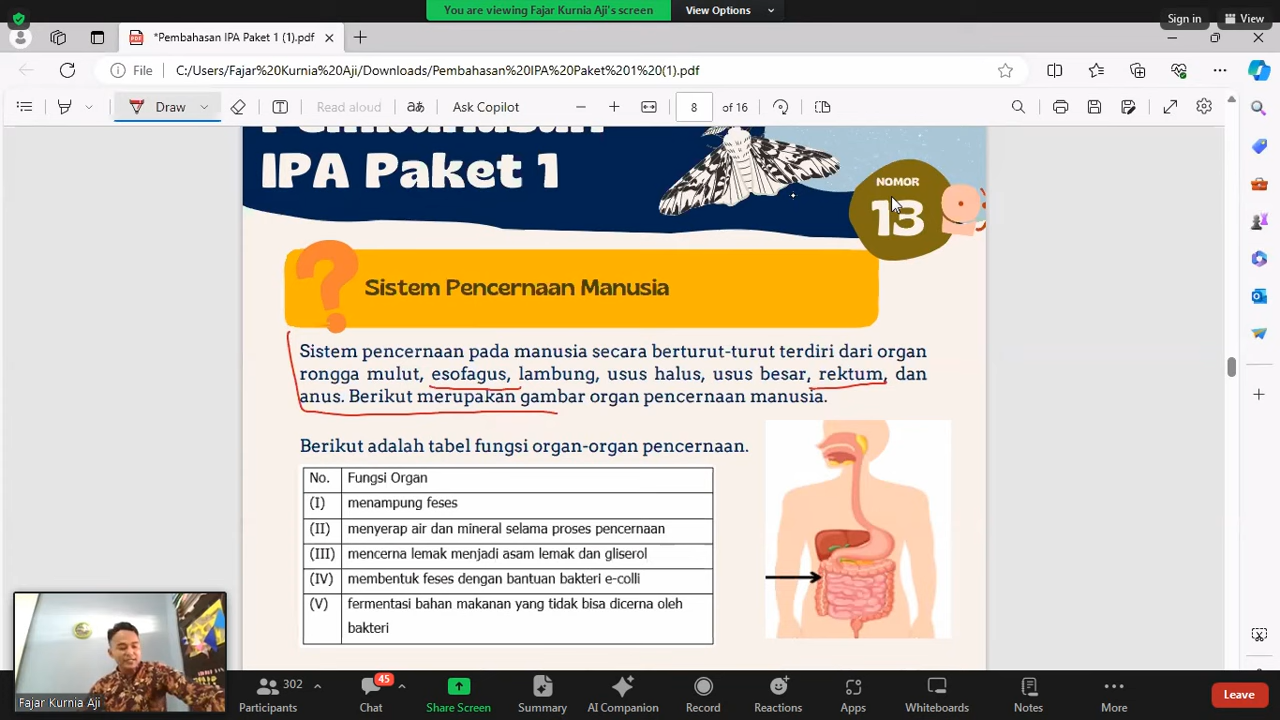 You are viewing Fajar Kurnia Aji's screen
View Options
Sign in
View
*Pembahasan IPA Paket 1 (1).pdf
File
C:/Users/Fajar%20Kurnia%20Aji/Downloads/Pembahasan%20IPA%20Paket%201%20(1).pdf
Draw
Read aloud
aあ
Ask Copilot
8
of 16
Pembahasan
IPA Paket 1
NOMOR
13
?
Sistem Pencernaan Manusia
Sistem pencernaan pada manusia secara berturut-turut terdiri dari organ
rongga mulut, esofagus, lambung, usus halus, usus besar, rektum, dan
anus. Berikut merupakan gambar organ pencernaan manusia.
Berikut adalah tabel fungsi organ-organ pencernaan.
No. Fungsi Organ
(I) menampung feses
(II) menyerap air dan mineral selama proses pencernaan
(III) mencerna lemak menjadi asam lemak dan gliserol
(IV) membentuk feses dengan bantuan bakteri e-colli
(V) fermentasi bahan makanan yang tidak bisa dicerna oleh
bakteri
Fajar Kurnia Aji
302
Participants
45
Chat
Share Screen
Summary
AI Companion
Record
Reactions
Apps
Whiteboards
Notes
More
Leave